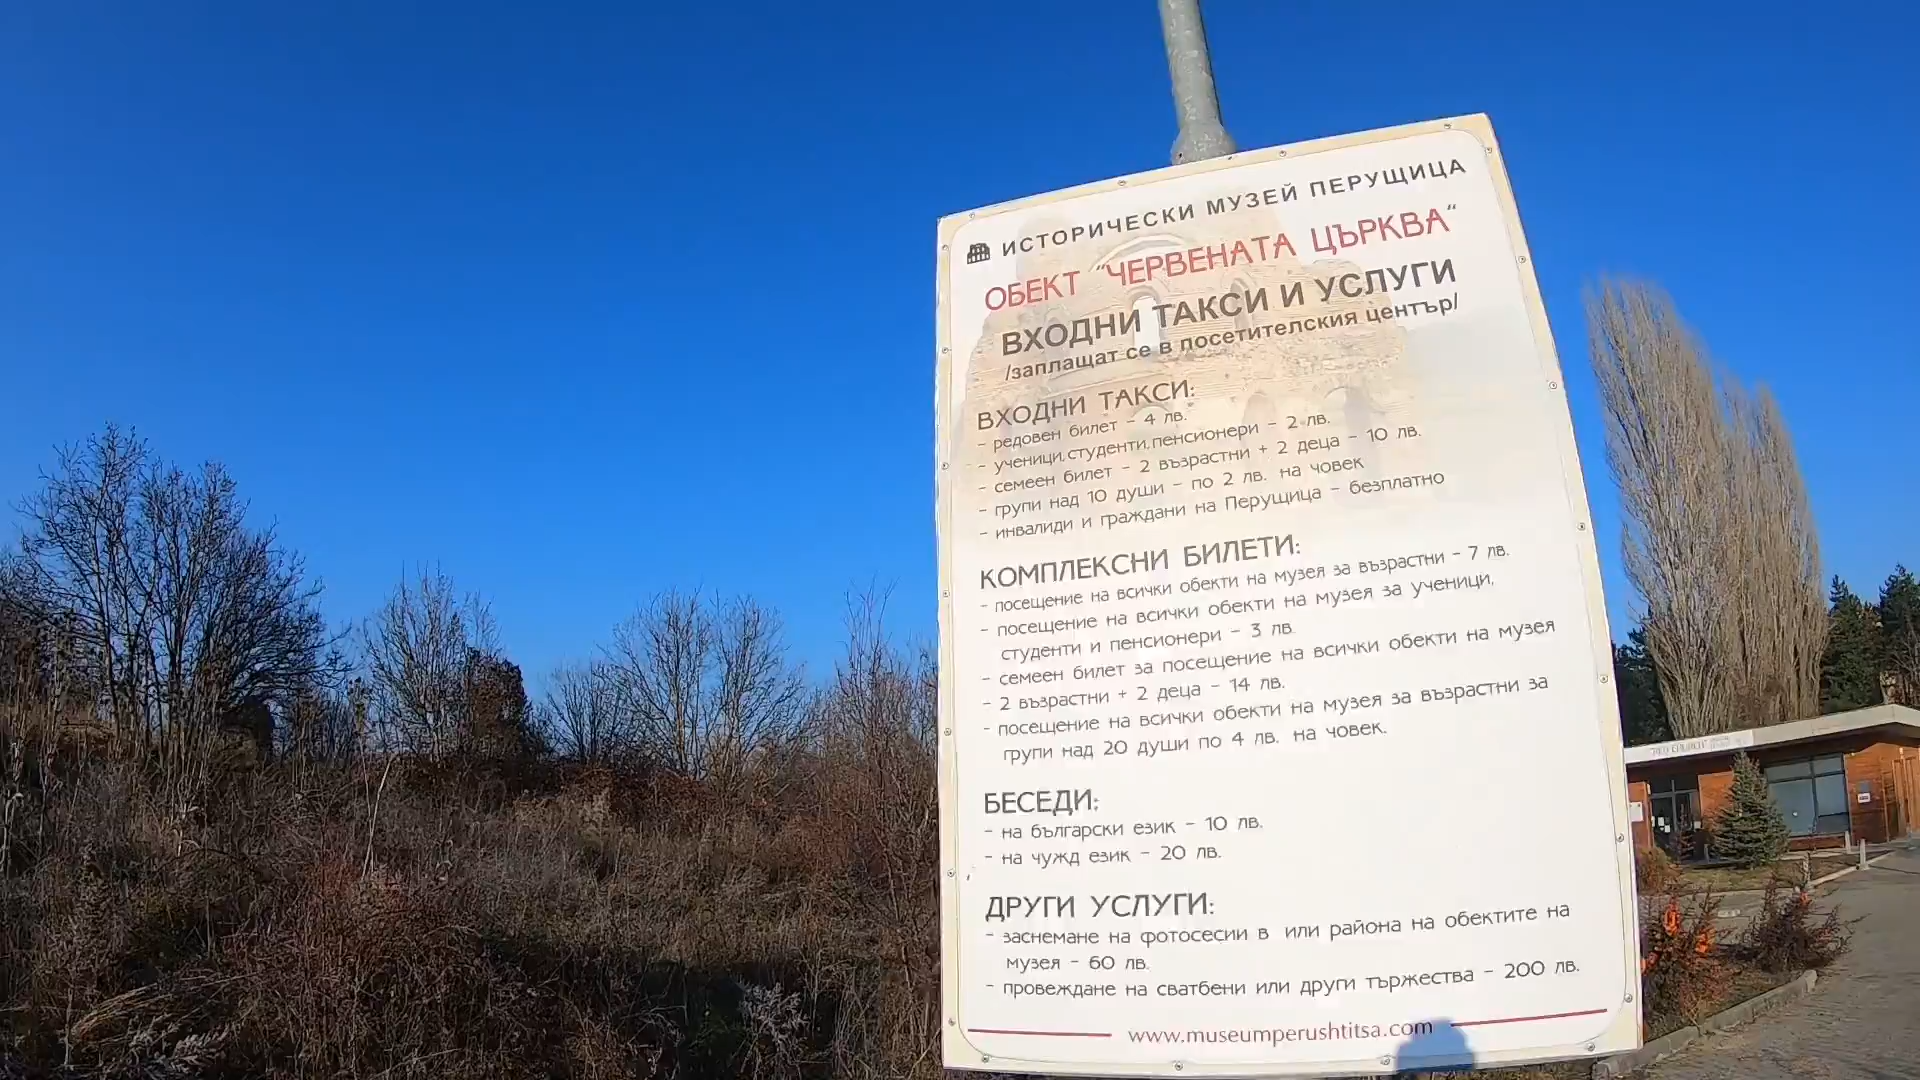 ИСТОРИЧЕСКИ МУЗЕЙ ПЕРУЩИЦА
ОБЕКТ "ЧЕРВЕНАТА ЦЪРКВА"
ВХОДНИ ТАКСИ И УСЛУГИ
/заплащат се в посетителския център/
ВХОДНИ ТАКСИ:
- редовен билет - 4 лв.
- ученици, студенти, пенсионери - 2 лв.
- семеен билет - 2 възрастни + 2 деца - 10 лв.
- групи над 10 души - по 2 лв. на човек
- инвалиди и граждани на Перущица - безплатно
КОМПЛЕКСНИ БИЛЕТИ:
- посещение на всички обекти на музея за възрастни - 7 лв.
- посещение на всички обекти на музея за ученици,
студенти и пенсионери - 3 лв.
- семеен билет за посещение на всички обекти на музея
- 2 възрастни + 2 деца - 14 лв.
- посещение на всички обекти на музея за възрастни за
групи над 20 души по 4 лв. на човек.
БЕСЕДИ:
- на български език - 10 лв.
- на чужд език - 20 лв.
ДРУГИ УСЛУГИ:
- заснемане на фотосесии в или района на обектите на
музея - 60 лв.
- провеждане на сватбени или други тържества - 200 лв.
www.museumperushtitsa.com
"RED CHURCH"